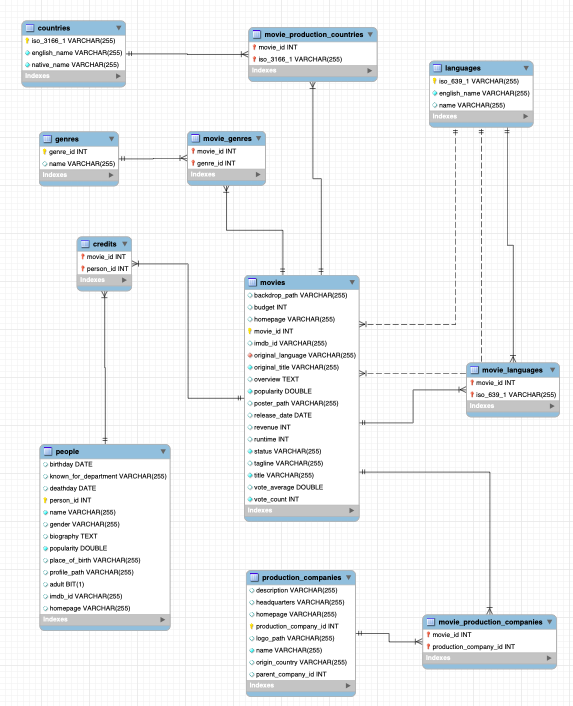 countries
iso_3166_1 VARCHAR(255)
english_name VARCHAR(255)
native_name VARCHAR(255)
Indexes
movie_production_countries
movie_id INT
iso_3166_1 VARCHAR(255)
Indexes
languages
iso_639_1 VARCHAR(255)
english_name VARCHAR(255)
name VARCHAR(255)
Indexes
genres
genre_id INT
name VARCHAR(255)
Indexes
movie_genres
movie_id INT
genre_id INT
Indexes
credits
movie_id INT
person_id INT
Indexes
movies
backdrop_path VARCHAR(255)
budget INT
homepage VARCHAR(255)
movie_id INT
imdb_id VARCHAR(255)
original_language VARCHAR(255)
original_title VARCHAR(255)
overview TEXT
popularity DOUBLE
poster_path VARCHAR(255)
release_date DATE
revenue INT
runtime INT
status VARCHAR(255)
tagline VARCHAR(255)
title VARCHAR(255)
vote_average DOUBLE
vote_count INT
Indexes
movie_languages
movie_id INT
iso_639_1 VARCHAR(255)
Indexes
people
birthday DATE
known_for_department VARCHAR(255)
deathday DATE
person_id INT
name VARCHAR(255)
gender VARCHAR(255)
biography TEXT
popularity DOUBLE
place_of_birth VARCHAR(255)
profile_path VARCHAR(255)
adult BIT(1)
imdb_id VARCHAR(255)
homepage VARCHAR(255)
Indexes
production_companies
description VARCHAR(255)
headquarters VARCHAR(255)
homepage VARCHAR(255)
production_company_id INT
logo_path VARCHAR(255)
name VARCHAR(255)
origin_country VARCHAR(255)
parent_company_id INT
Indexes
movie_production_companies
movie_id INT
production_company_id INT
Indexes